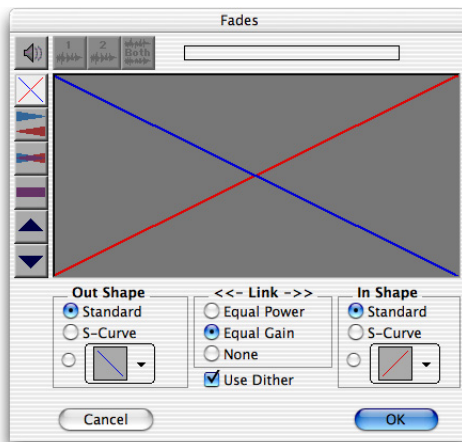 Fades
1 2 Both
Out Shape <<- Link ->> In Shape
Standard Equal Power Standard
S-Curve Equal Gain S-Curve
None
Use Dither
Cancel OK